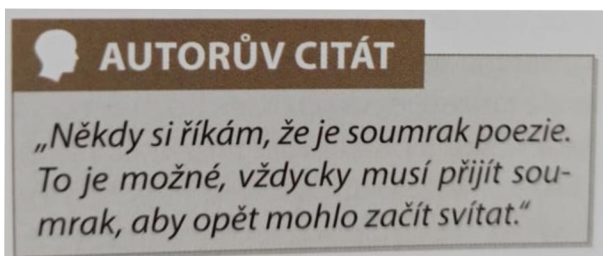 AUTORŮV CITÁT
„Někdy si říkám, že je soumrak poezie.
To je možné, vždycky musí přijít sou-
mrak, aby opět mohlo začít svítat.“